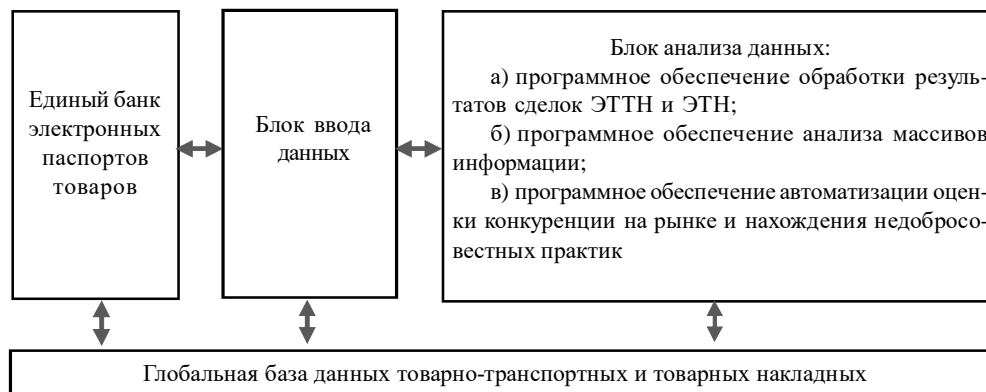 Единый банк
электронных
паспортов
товаров
Блок ввода
данных
Блок анализа данных:
а) программное обеспечение обработки резуль-
татов сделок ЭТТН и ЭТН;
б) программное обеспечение анализа массивов
информации;
в) программное обеспечение автоматизации оцен-
ки конкуренции на рынке и нахождения недобросо-
вестных практик
Глобальная база данных товарно-транспортных и товарных накладных